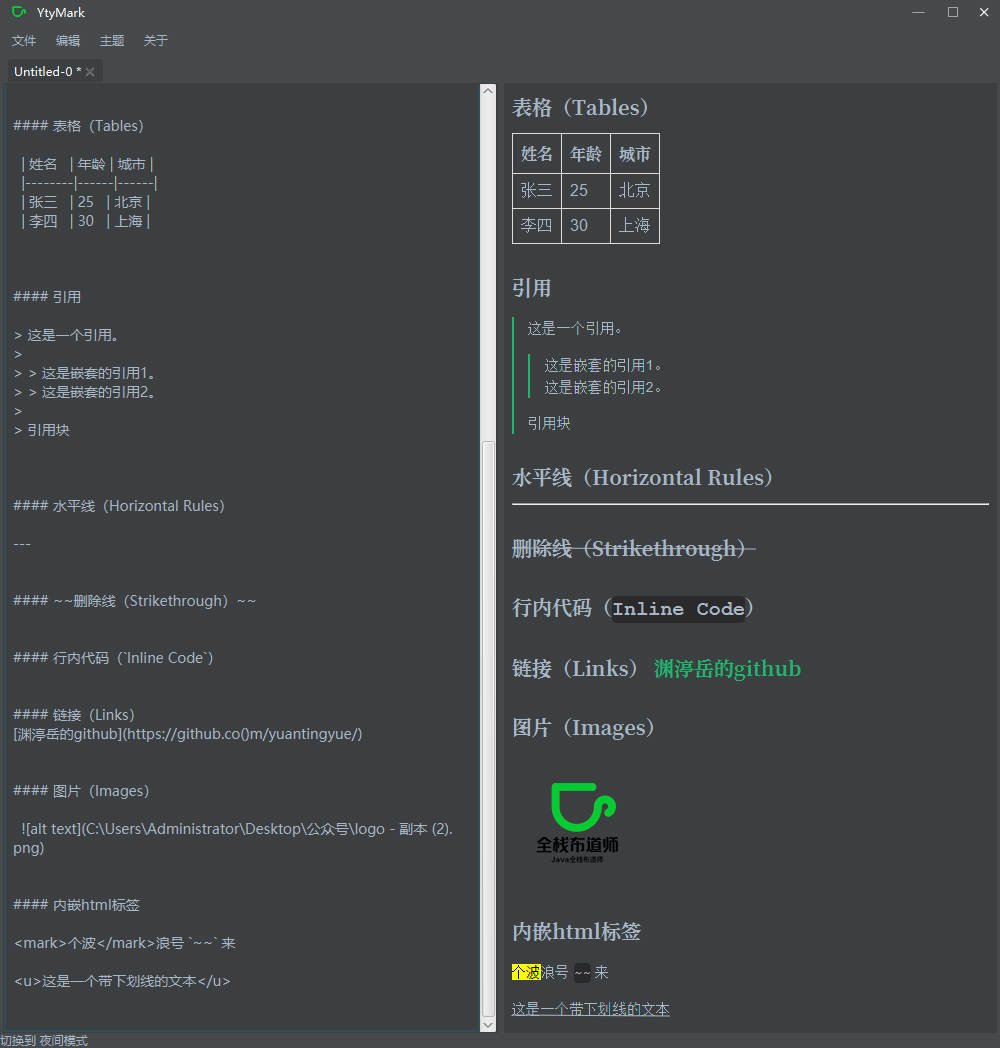 YtyMark
文件 编辑 主题 关于
Untitled-0 *
#### 表格（Tables）
| 姓名 | 年龄 | 城市 |
|--------|------|------|
| 张三 | 25 | 北京 |
| 李四 | 30 | 上海 |
#### 引用
> 这是一个引用。
>
> > 这是嵌套的引用1。
> > 这是嵌套的引用2。
>
> 引用块
#### 水平线（Horizontal Rules）
---
#### ~~删除线（Strikethrough）~~
#### 行内代码（`Inline Code`）
#### 链接（Links）
[渊渟岳的github](https://github.co()m/yuantingyue/)
#### 图片（Images）
![alt text](C:\Users\Administrator\Desktop\公众号\logo - 副本 (2).
png)
#### 内嵌html标签
<mark>个波</mark>浪号 `~~` 来
<u>这是一个带下划线的文本</u>
表格（Tables）
姓名 年龄 城市
张三 25 北京
李四 30 上海
引用
这是一个引用。
这是嵌套的引用1。
这是嵌套的引用2。
引用块
水平线（Horizontal Rules）
删除线（Strikethrough）
行内代码（Inline Code）
链接（Links） 渊渟岳的github
图片（Images）
全栈布道师
Java全栈布道师
内嵌html标签
个波浪号 ~~ 来
这是一个带下划线的文本
切换到 夜间模式